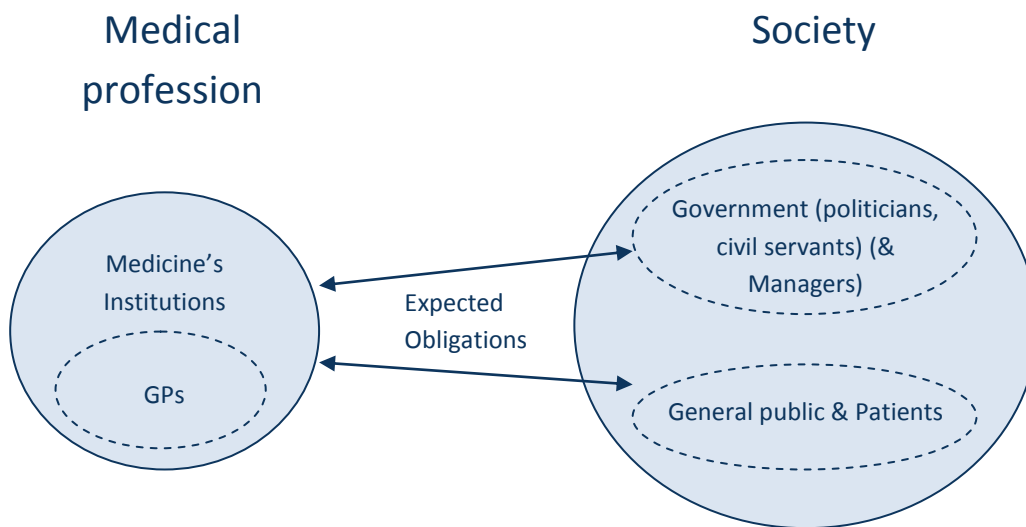 Medical
profession
Society
Medicine’s
Institutions
GPs
Expected
Obligations
Government (politicians,
civil servants) (&
Managers)
General public & Patients